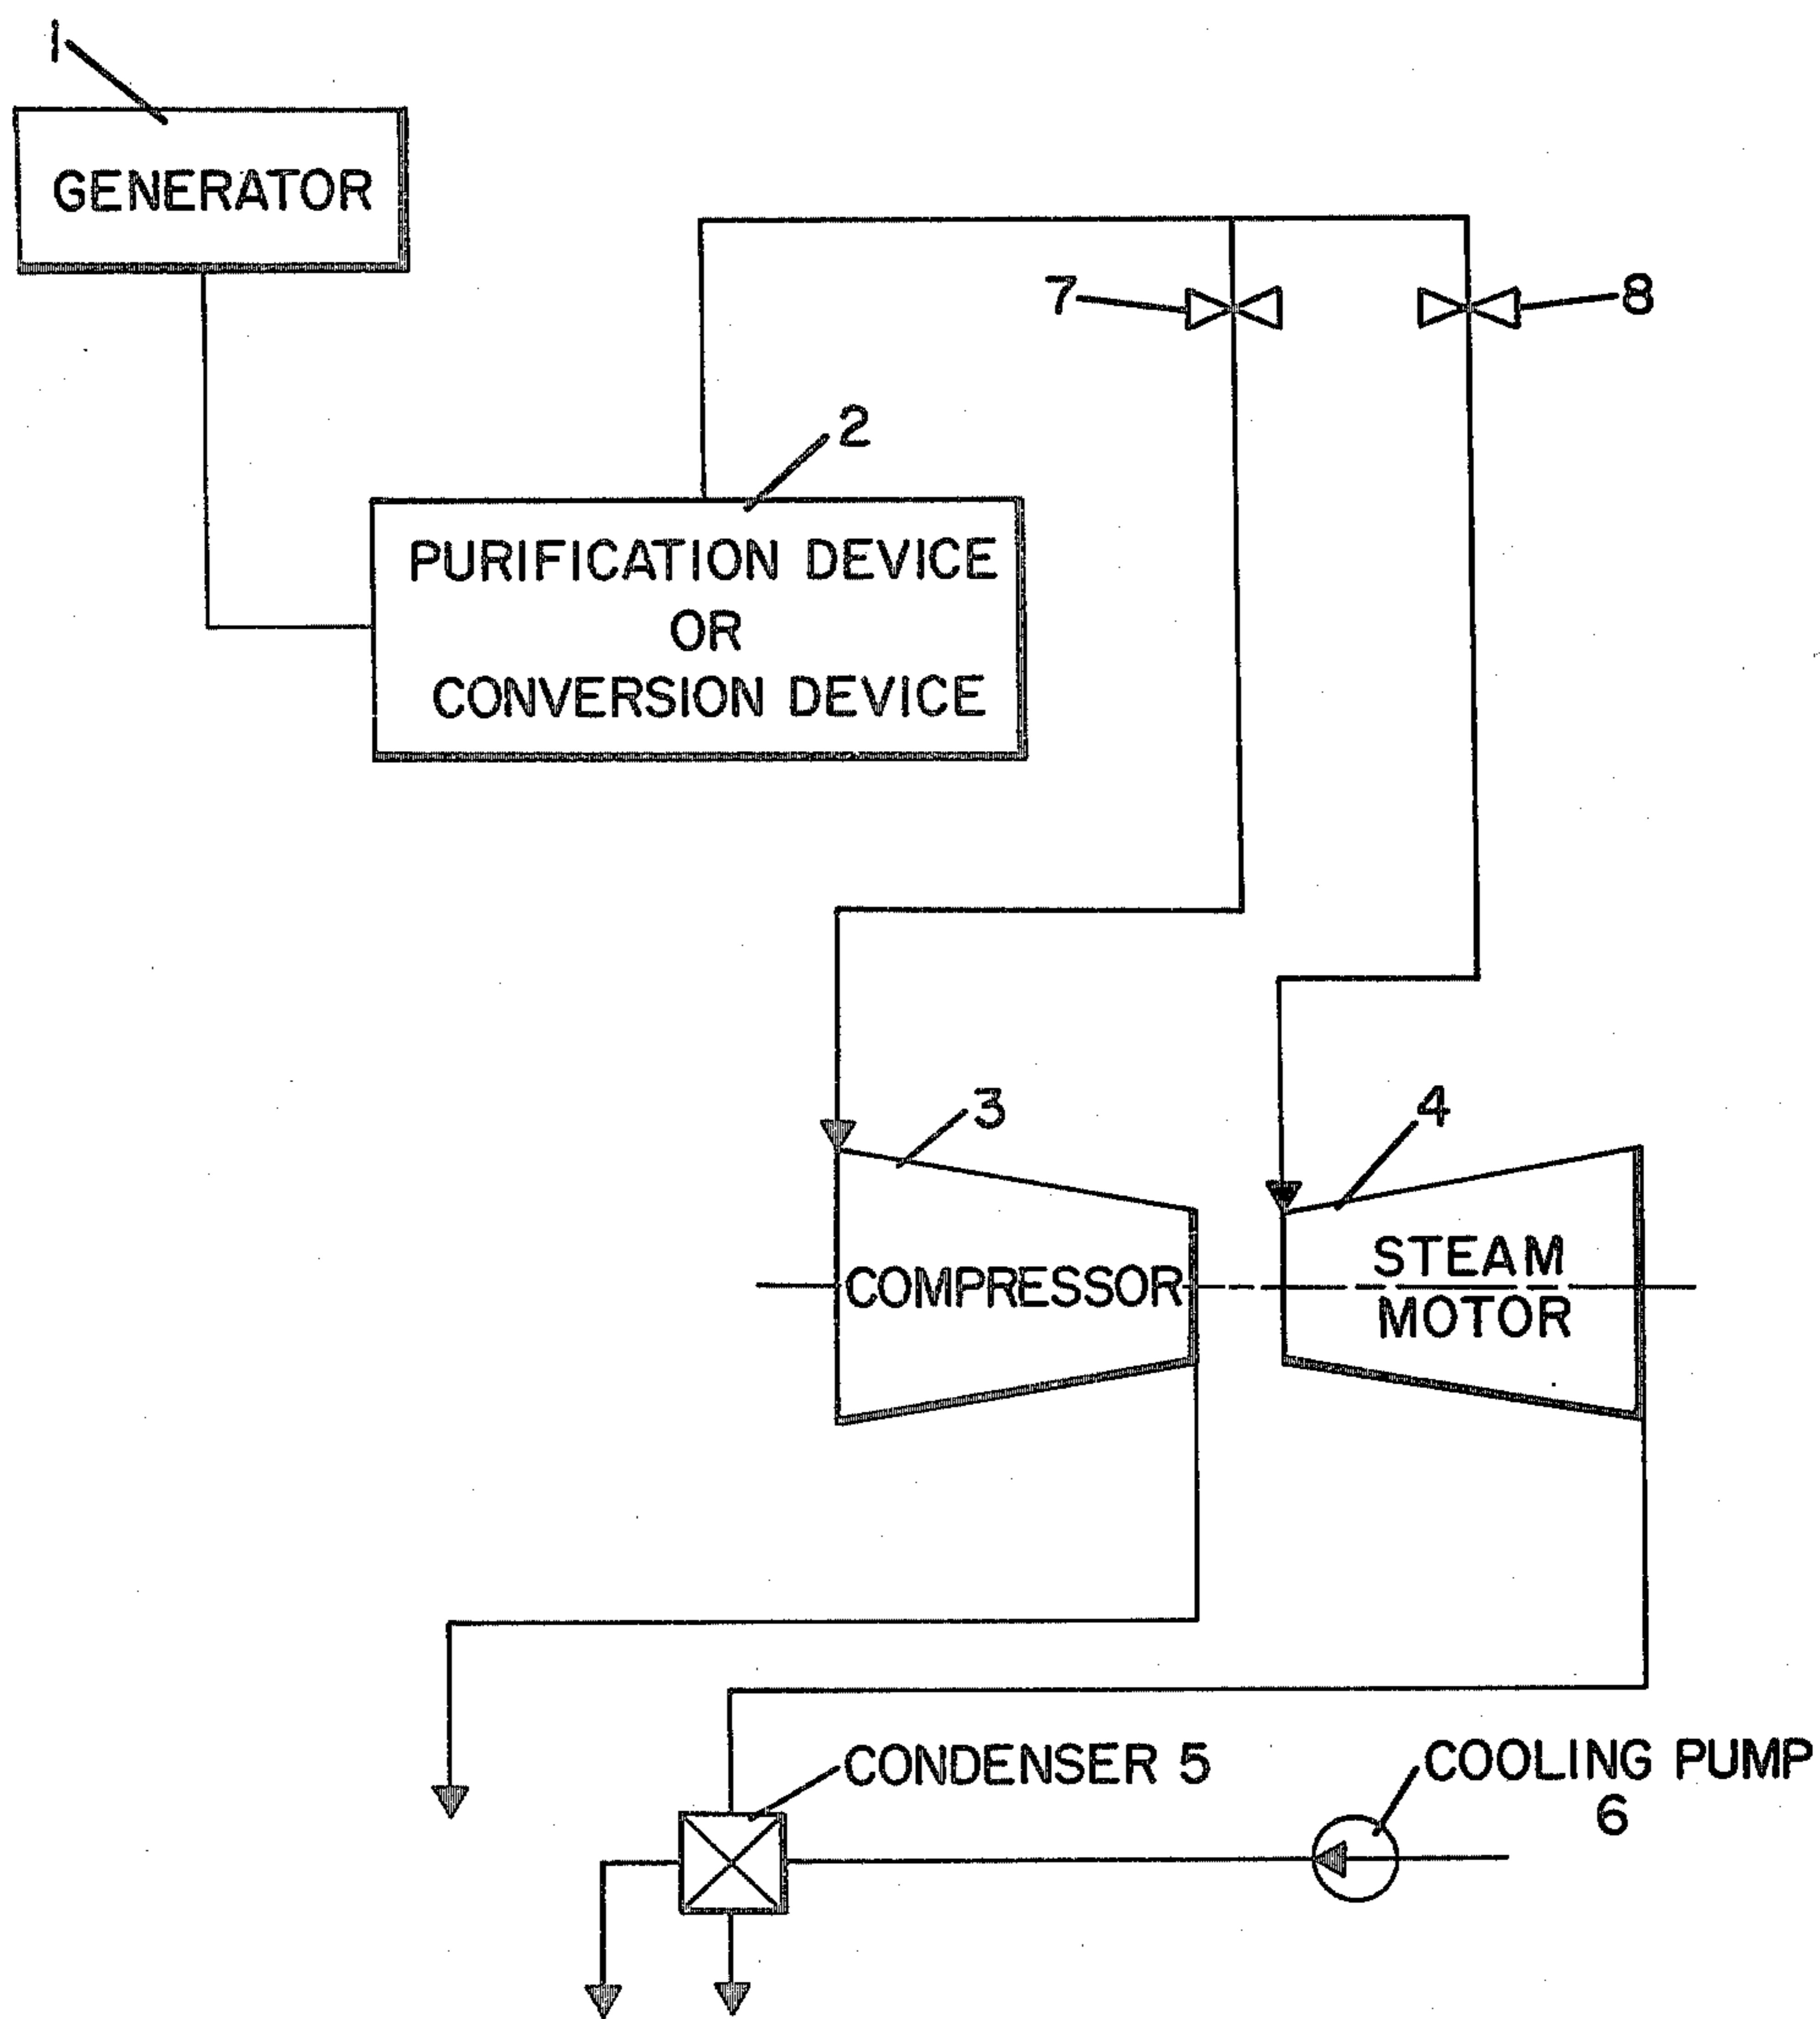 1
GENERATOR
7
8
2
PURIFICATION DEVICE
OR
CONVERSION DEVICE
3
4
COMPRESSOR
STEAM
MOTOR
CONDENSER 5
COOLING PUMP
6